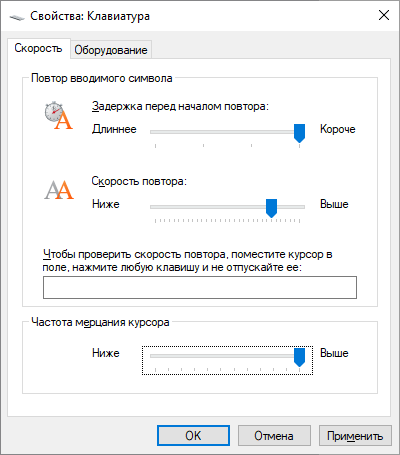 Свойства: Клавиатура
Скорость
Оборудование
Повтор вводимого символа
Задержка перед началом повтора:
Длиннее
Короче
Скорость повтора:
Ниже
Выше
Чтобы проверить скорость повтора, поместите курсор в
поле, нажмите любую клавишу и не отпускайте ее:
Частота мерцания курсора
Ниже
Выше
OK
Отмена
Применить